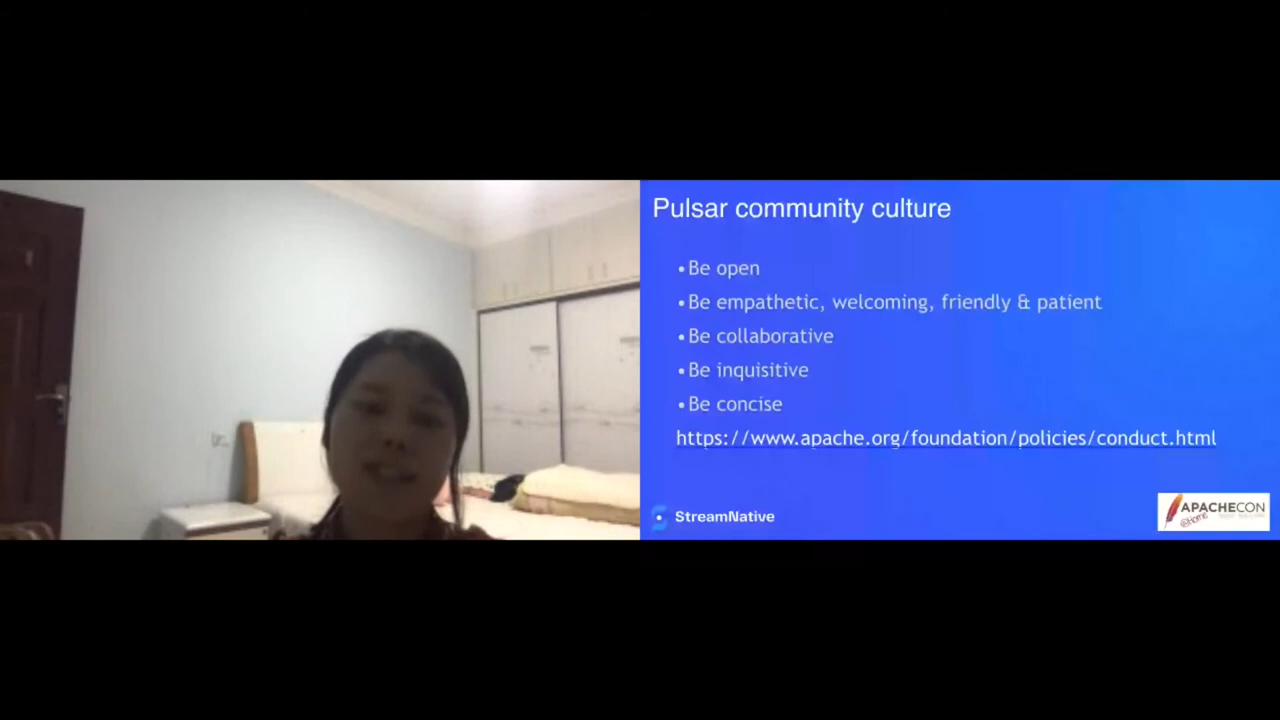 Pulsar community culture
•Be open
•Be empathetic, welcoming, friendly & patient
•Be collaborative
•Be inquisitive
•Be concise
https://www.apache.org/foundation/policies/conduct.html
StreamNative
APACHECON
@Home